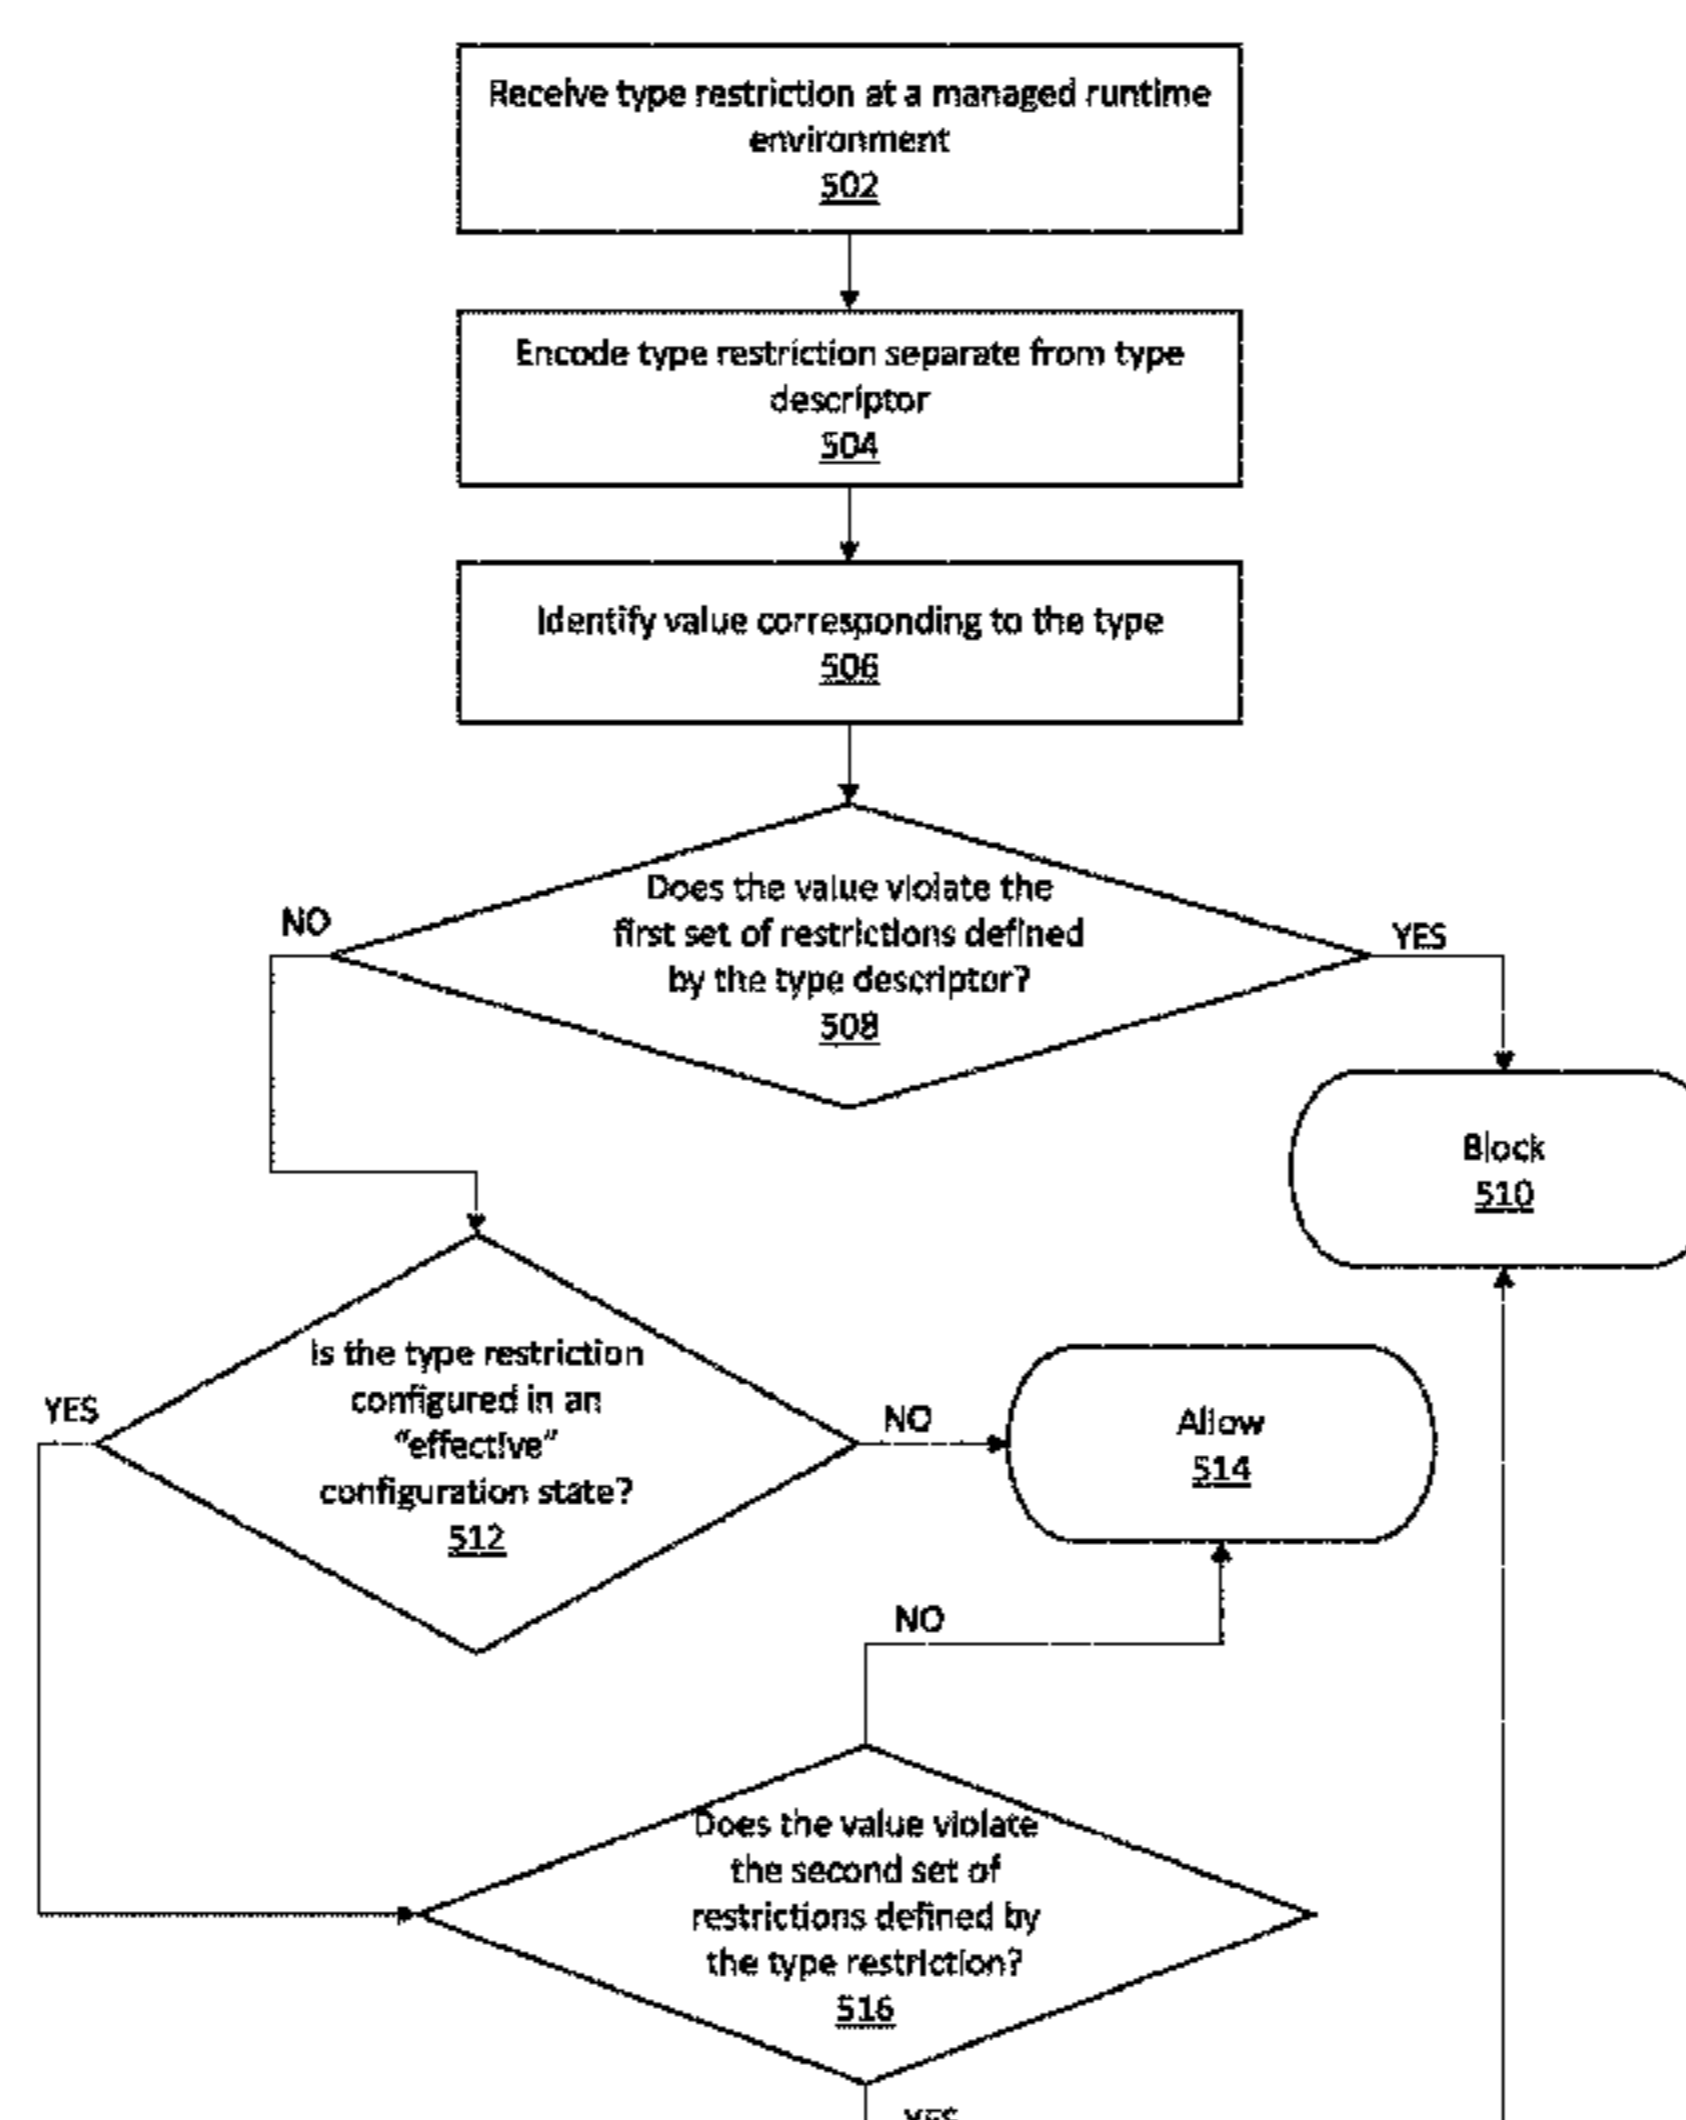 Receive type restriction at a managed runtime
environment
502
Encode type restriction separate from type
descriptor
504
Identify value corresponding to the type
506
Does the value violate the
first set of restrictions defined
by the type descriptor?
508
NO
YES
Block
510
Is the type restriction
configured in an
"effective"
configuration state?
512
YES
NO
Allow
514
NO
Does the value violate
the second set of
restrictions defined by
the type restriction?
516
YES